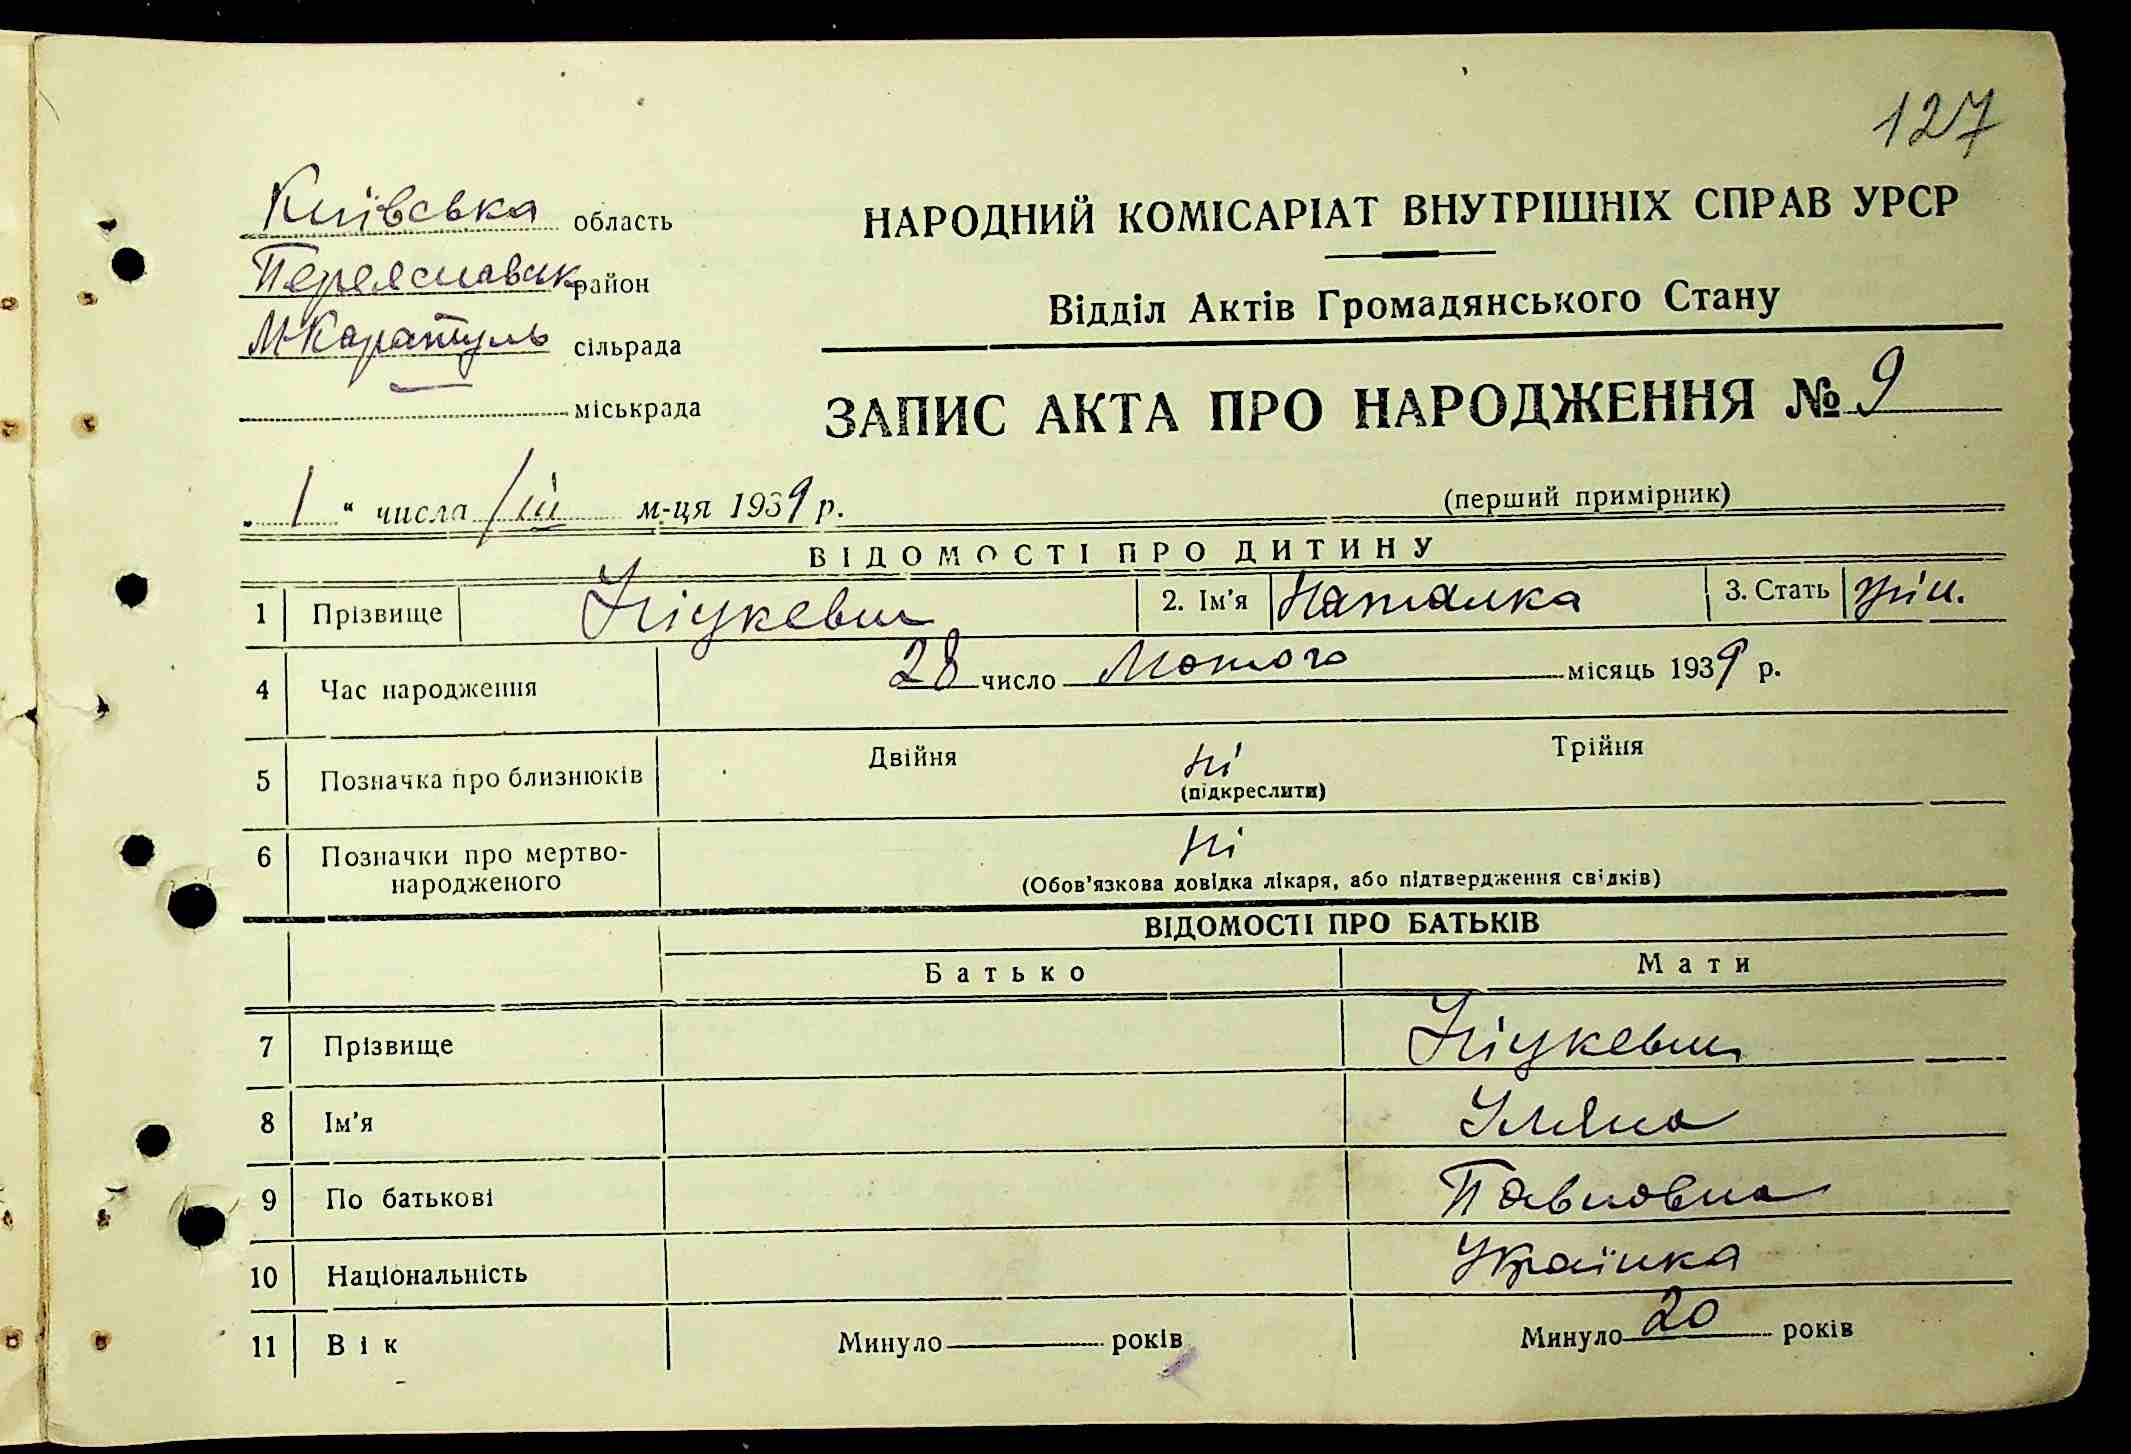 127
Київська область
Переяславськ район
М-Каратуль сільрада
міськрада
НАРОДНИЙ КОМІСАРІАТ ВНУТРІШНІХ СПРАВ УРСР
Відділ Актів Громадянського Стану
ЗАПИС АКТА ПРО НАРОДЖЕННЯ № 9
„ 1 “ числа /III м-ця 1939 р.
(перший примірник)
ВІДОМОСТІ ПРО ДИТИНУ
1 Прізвище 2. Ім'я Наталка 3. Стать жін.
4 Час народження 28 число Лютого місяць 1939 р.
5 Позначка про близнюків Двійня ні Трійня
(підкреслити)
6 Позначки про мертво-народженого ні
(Обов'язкова довідка лікаря, або підтвердження свідків)
ВІДОМОСТІ ПРО БАТЬКІВ
Батько Мати
7 Прізвище
8 Ім'я Уляна
9 По батькові Павловна
10 Національність Українка
11 Вік Минуло років Минуло 20 років